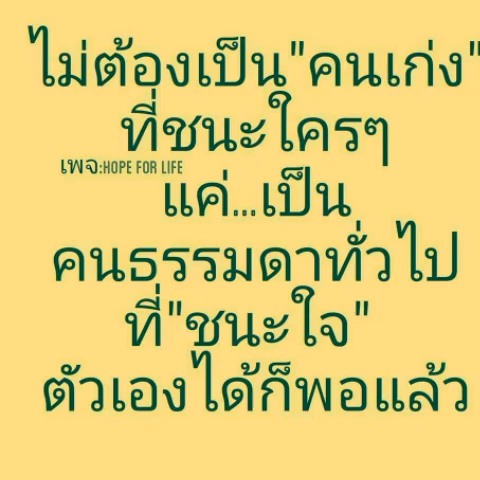 ไม่ต้องเป็น"คนเก่ง"
ที่ชนะใครๆ
เพจ:HOPE FOR LIFE
แค่...เป็น
คนธรรมดาทั่วไป
ที่"ชนะใจ"
ตัวเองได้ก็พอแล้ว